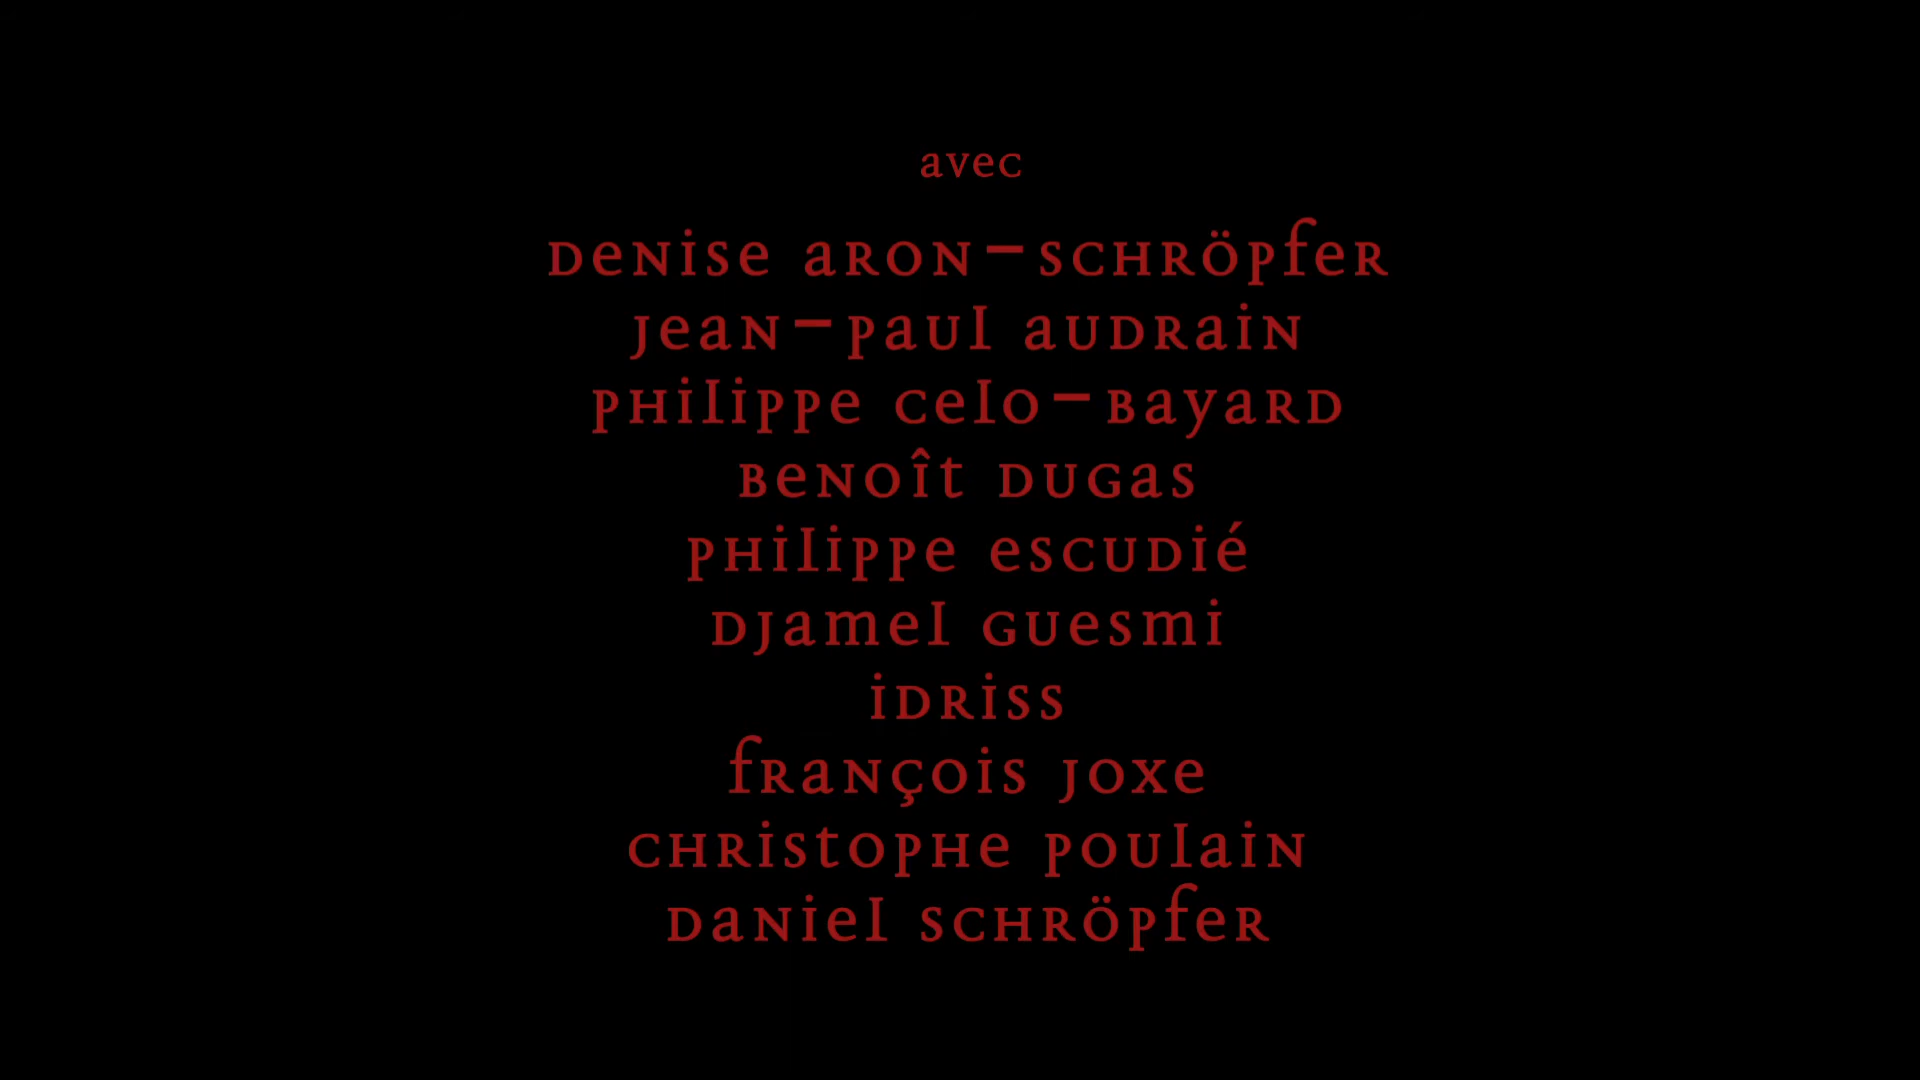 avec
denise aron-schröpfer
jean-paul audrain
philippe celo-bayard
benoît dugas
philippe escudié
djamel guesmi
idriss
françois joxe
christophe poulain
daniel schröpfer